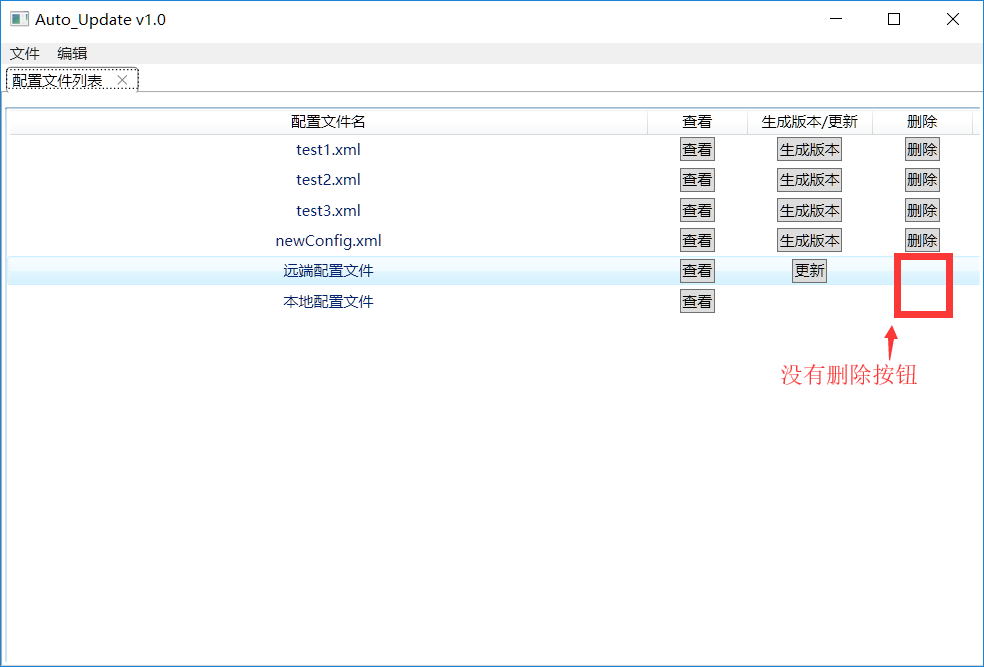 Auto_Update v1.0
文件 编辑
配置文件列表
配置文件名 查看 生成版本/更新 删除
test1.xml 查看 生成版本 删除
test2.xml 查看 生成版本 删除
test3.xml 查看 生成版本 删除
newConfig.xml 查看 生成版本 删除
远端配置文件 查看 更新
本地配置文件 查看
没有删除按钮